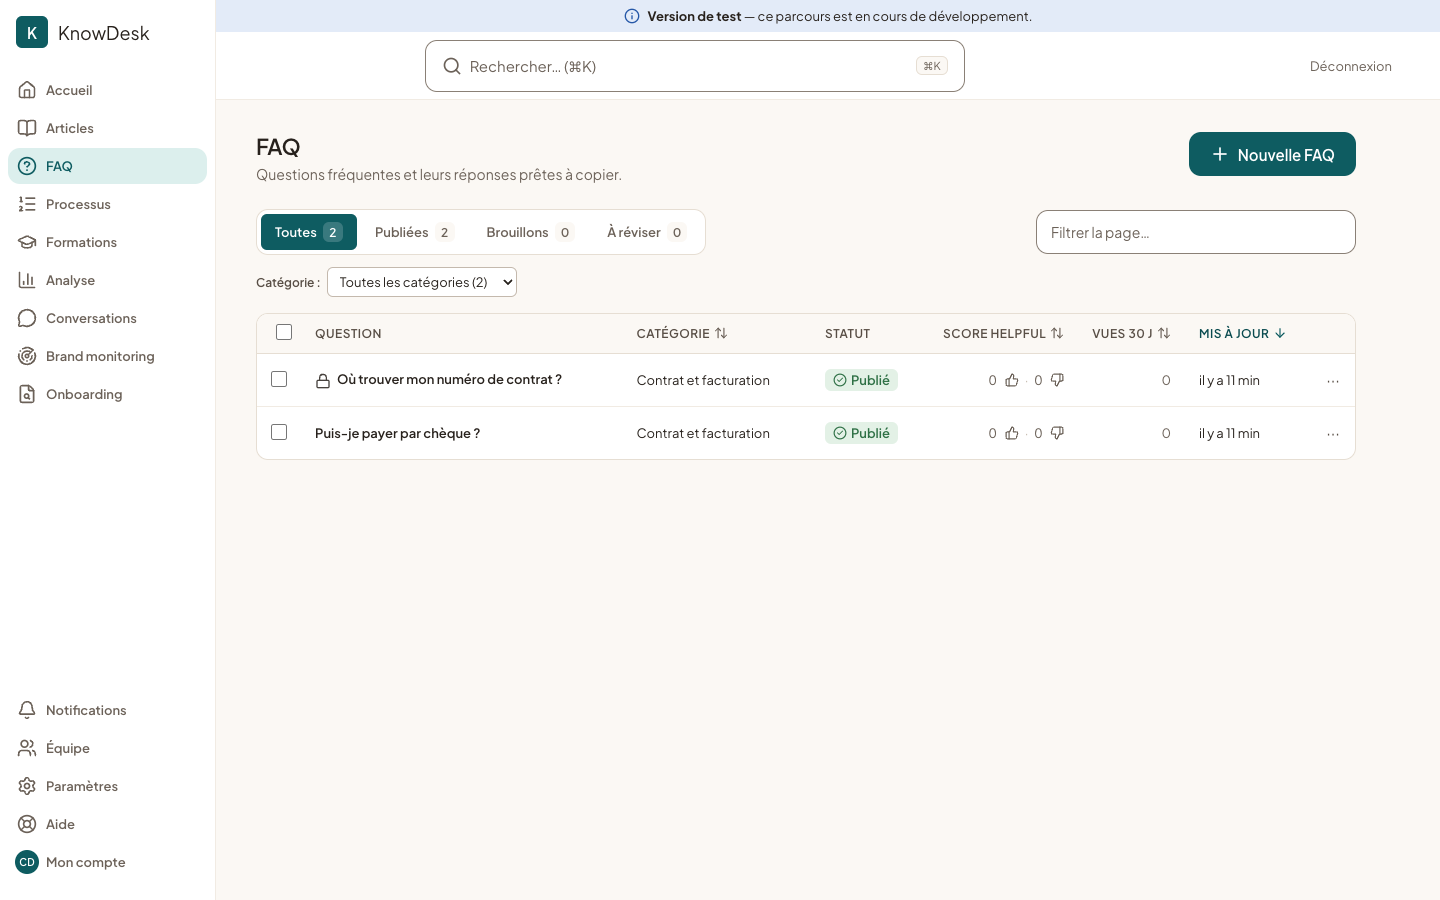 K KnowDesk
Version de test — ce parcours est en cours de développement.
Rechercher... (⌘K) ⌘K
Déconnexion
Accueil
Articles
FAQ
Processus
Formations
Analyse
Conversations
Brand monitoring
Onboarding
Notifications
Équipe
Paramètres
Aide
CD Mon compte
FAQ
Questions fréquentes et leurs réponses prêtes à copier.
Nouvelle FAQ
Toutes 2 Publiées 2 Brouillons 0 À réviser 0
Filtrer la page...
Catégorie : Toutes les catégories (2)
QUESTION CATÉGORIE STATUT SCORE HELPFUL VUES 30 J MIS À JOUR
Où trouver mon numéro de contrat ? Contrat et facturation Publié 0 · 0 0 il y a 11 min ...
Puis-je payer par chèque ? Contrat et facturation Publié 0 · 0 0 il y a 11 min ...